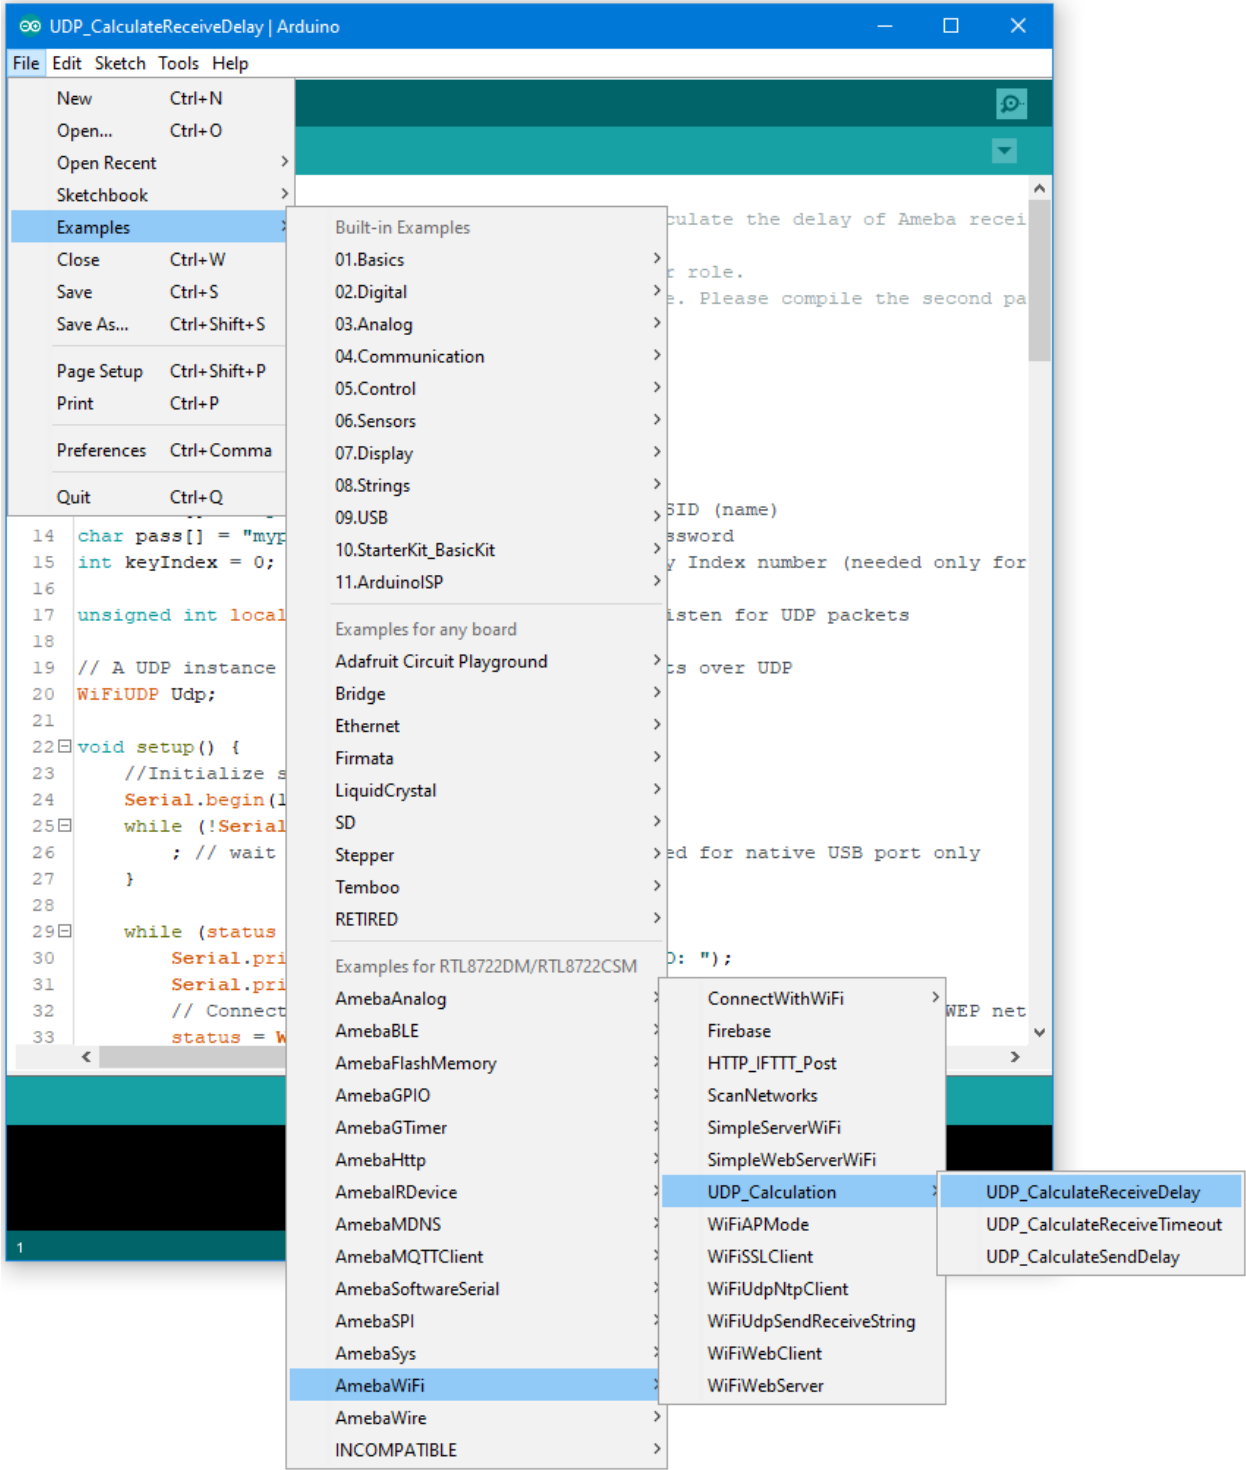 UDP_CalculateReceiveDelay | Arduino
File Edit Sketch Tools Help
New Ctrl+N
Open... Ctrl+O
Open Recent
Sketchbook
Examples
Close Ctrl+W
Save Ctrl+S
Save As... Ctrl+Shift+S
Page Setup Ctrl+Shift+P
Print Ctrl+P
Preferences Ctrl+Comma
Quit Ctrl+Q
Built-in Examples
01.Basics
02.Digital
03.Analog
04.Communication
05.Control
06.Sensors
07.Display
08.Strings
09.USB
10.StarterKit_BasicKit
11.ArduinoISP
Examples for any board
Adafruit Circuit Playground
Bridge
Ethernet
Firmata
LiquidCrystal
SD
Stepper
Temboo
RETIRED
Examples for RTL8722DM/RTL8722CSM
AmebaAnalog
AmebaBLE
AmebaFlashMemory
AmebaGPIO
AmebaGTimer
AmebaHttp
AmebaIRDevice
AmebaMDNS
AmebaMQTTClient
AmebaSoftwareSerial
AmebaSPI
AmebaSys
AmebaWiFi
AmebaWire
INCOMPATIBLE
ConnectWithWiFi
Firebase
HTTP_IFTTT_Post
ScanNetworks
SimpleServerWiFi
SimpleWebServerWiFi
UDP_Calculation
WiFiAPMode
WiFiSSLClient
WiFiUdpNtpClient
WiFiUdpSendReceiveString
WiFiWebClient
WiFiWebServer
UDP_CalculateReceiveDelay
UDP_CalculateReceiveTimeout
UDP_CalculateSendDelay
culate the delay of Ameba recei
r role.
e. Please compile the second pa
SID (name)
14 char pass[] = "myp ssword
15 int keyIndex = 0; y Index number (needed only for
16
17 unsigned int local isten for UDP packets
18
19 // A UDP instance ts over UDP
20 WiFiUDP Udp;
21
22 void setup() {
23 //Initialize s
24 Serial.begin(1
25 while (!Serial
26 ; // wait ed for native USB port only
27 }
28
29 while (status
30 Serial.pri D: ");
31 Serial.pri
32 // Connect WEP net
33 status = W
1